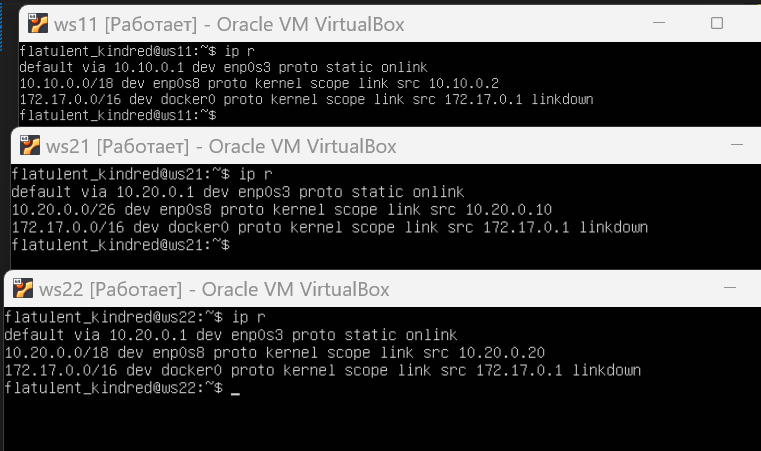 ws11 [Работает] - Oracle VM VirtualBox
flatulent_kindred@ws11:~$ ip r
default via 10.10.0.1 dev enp0s3 proto static onlink
10.10.0.0/18 dev enp0s8 proto kernel scope link src 10.10.0.2
172.17.0.0/16 dev docker0 proto kernel scope link src 172.17.0.1 linkdown
flatulent_kindred@ws11:~$
ws21 [Работает] - Oracle VM VirtualBox
flatulent_kindred@ws21:~$ ip r
default via 10.20.0.1 dev enp0s3 proto static onlink
10.20.0.0/26 dev enp0s8 proto kernel scope link src 10.20.0.10
172.17.0.0/16 dev docker0 proto kernel scope link src 172.17.0.1 linkdown
flatulent_kindred@ws21:~$
ws22 [Работает] - Oracle VM VirtualBox
flatulent_kindred@ws22:~$ ip r
default via 10.20.0.1 dev enp0s3 proto static onlink
10.20.0.0/18 dev enp0s8 proto kernel scope link src 10.20.0.20
172.17.0.0/16 dev docker0 proto kernel scope link src 172.17.0.1 linkdown
flatulent_kindred@ws22:~$ _